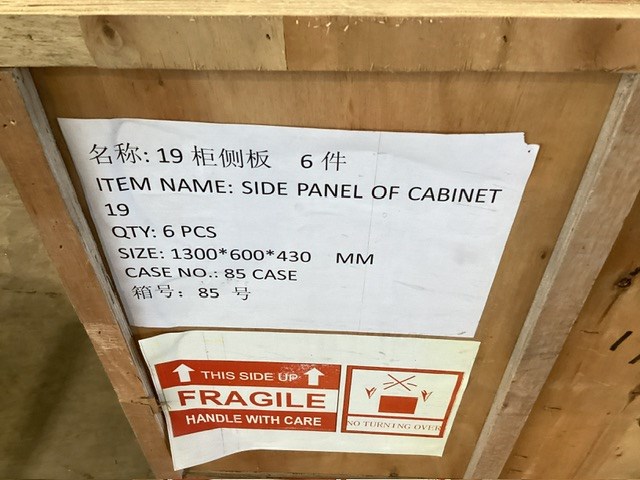 名称: 19 柜侧板 6 件
ITEM NAME: SIDE PANEL OF CABINET
19
QTY: 6 PCS
SIZE: 1300*600*430 MM
CASE NO.: 85 CASE
箱号: 85 号
THIS SIDE UP
FRAGILE
HANDLE WITH CARE
NO TURNING OVER